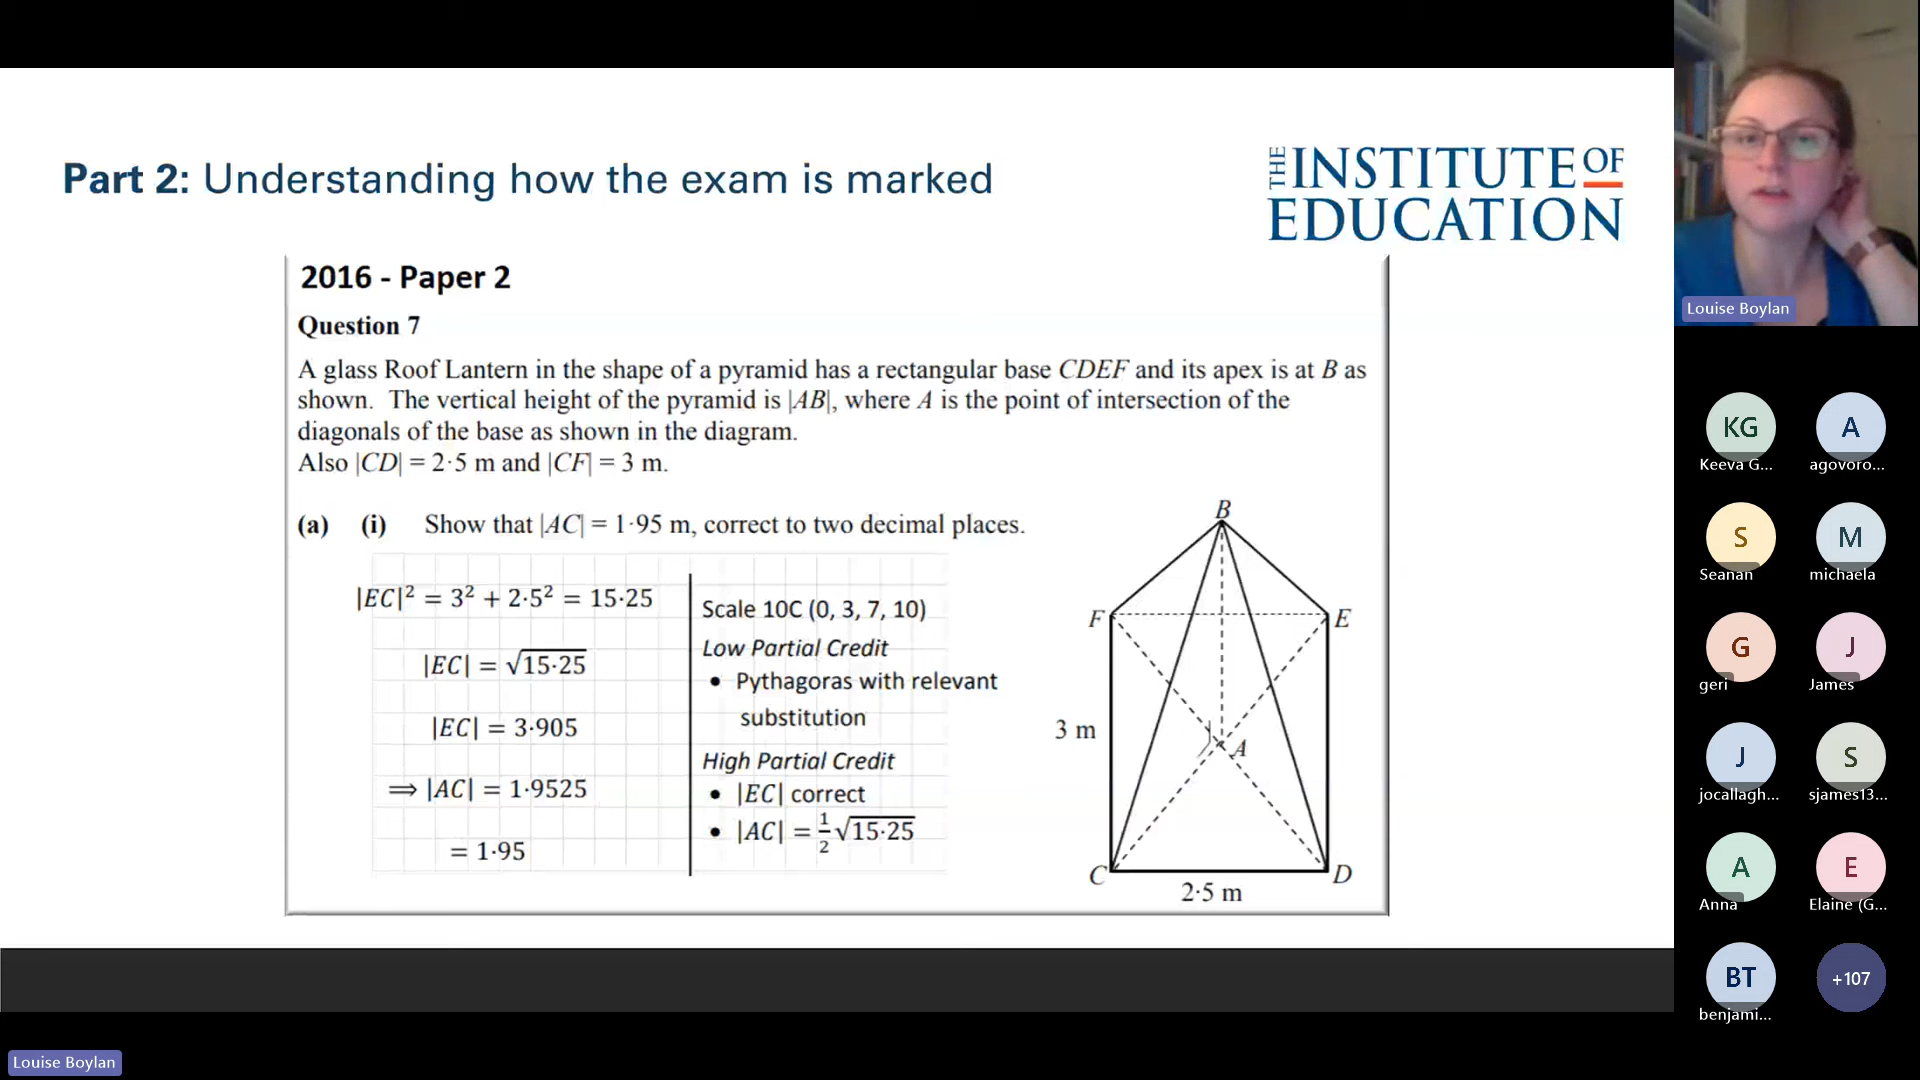 Part 2: Understanding how the exam is marked
THE INSTITUTE OF
EDUCATION
2016 - Paper 2
Question 7
A glass Roof Lantern in the shape of a pyramid has a rectangular base CDEF and its apex is at B as
shown. The vertical height of the pyramid is |AB|, where A is the point of intersection of the
diagonals of the base as shown in the diagram.
Also |CD| = 2·5 m and |CF| = 3 m.
(a) (i) Show that |AC| = 1·95 m, correct to two decimal places.
|EC|² = 3² + 2·5² = 15·25
|EC| = √15·25
|EC| = 3·905
⟹ |AC| = 1·9525
= 1·95
Scale 10C (0, 3, 7, 10)
Low Partial Credit
• Pythagoras with relevant
substitution
High Partial Credit
• |EC| correct
• |AC| = 1/2 √15·25
B
F
E
3 m
A
C
D
2·5 m
Louise Boylan
KG
A
Keeva G...
agovoro...
S
M
Seanan
michaela
G
J
geri
James
J
S
jocallagh...
sjames13...
A
E
Anna
Elaine (G...
BT
+107
benjami...
Louise Boylan